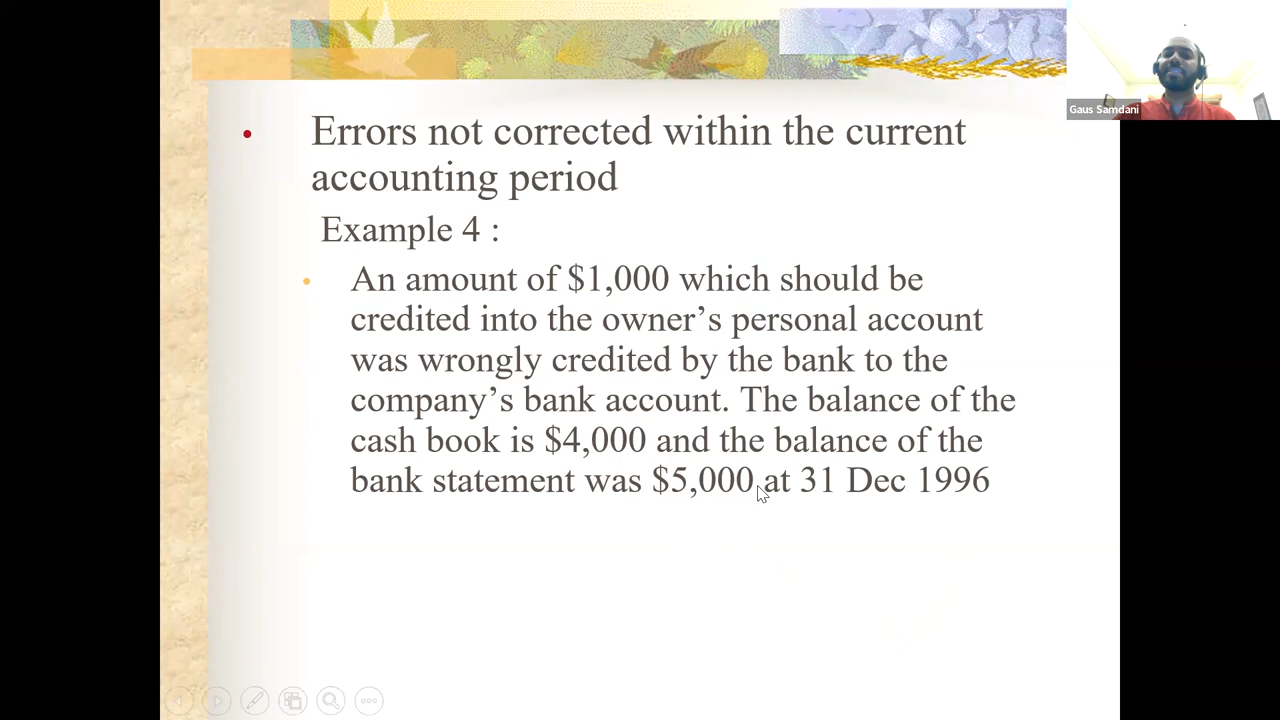 Gaus Samdani
• Errors not corrected within the current
accounting period
Example 4 :
• An amount of $1,000 which should be
credited into the owner’s personal account
was wrongly credited by the bank to the
company’s bank account. The balance of the
cash book is $4,000 and the balance of the
bank statement was $5,000 at 31 Dec 1996